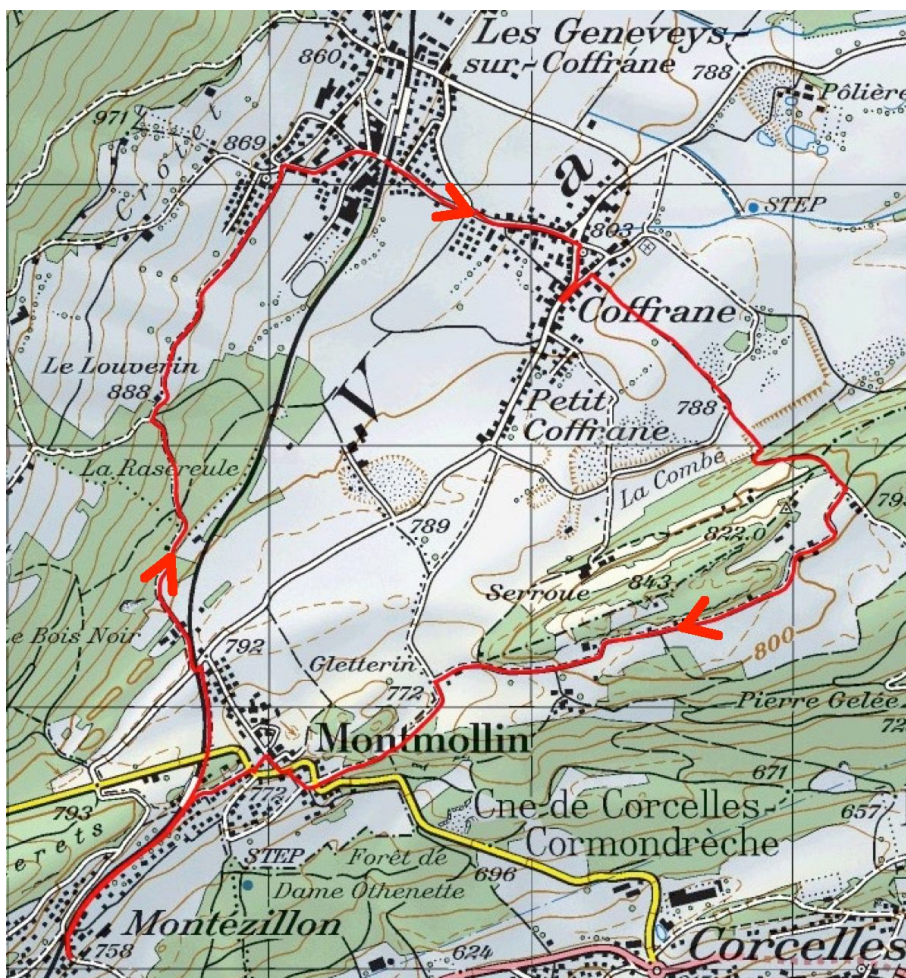 Les Geneveys-
sur-Coffrane
860
788
Pôlière
971
Crotet
869
a
STEP
803
Coffrane
Le Louverin
888
V
Petit
Coffrane
788
La Rasereule
La Combe
789
822.0
Serroue
843
Le Bois Noir
792
Gletterin
772
800
Pierre Gelée
Montmollin
772
671
793
Cne de Corcelles-
Cormondrèche
657
STEP
Forêt de
Dame Othenette
696
Montézillon
758
624
Corcelles